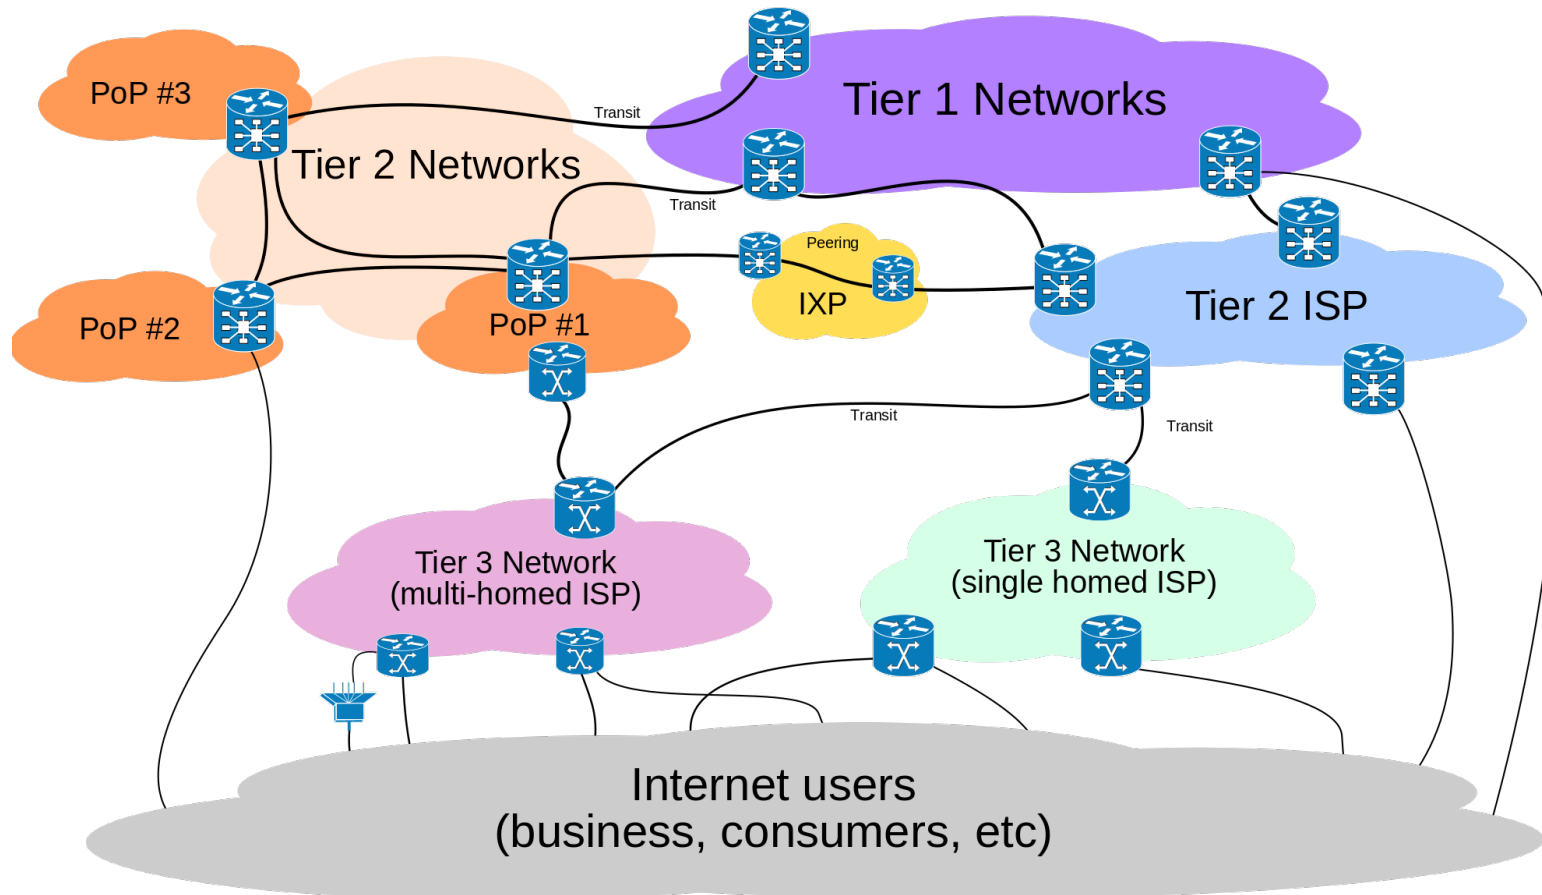 PoP #3
Tier 1 Networks
Transit
Tier 2 Networks
Transit
Peering
IXP
Tier 2 ISP
PoP #2
PoP #1
Transit
Transit
Tier 3 Network
(multi-homed ISP)
Tier 3 Network
(single homed ISP)
Internet users
(business, consumers, etc)